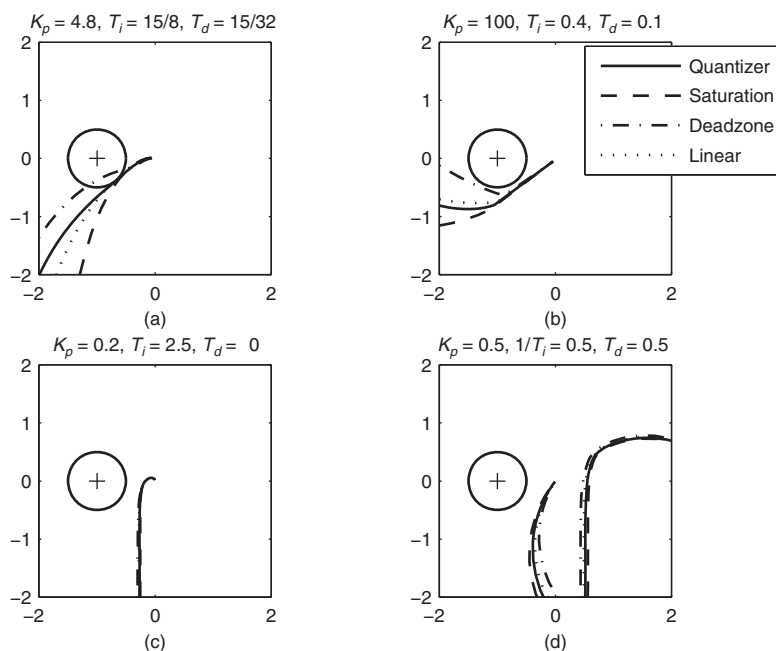 K_p = 4.8, T_i = 15/8, T_d = 15/32
2
1
0
−1
−2
−2
0
2
(a)
K_p = 100, T_i = 0.4, T_d = 0.1
2
1
0
−1
−2
−2
0
2
(b)
Quantizer
Saturation
Deadzone
Linear
K_p = 0.2, T_i = 2.5, T_d = 0
2
1
0
−1
−2
−2
0
2
(c)
K_p = 0.5, 1/T_i = 0.5, T_d = 0.5
2
1
0
−1
−2
−2
0
2
(d)